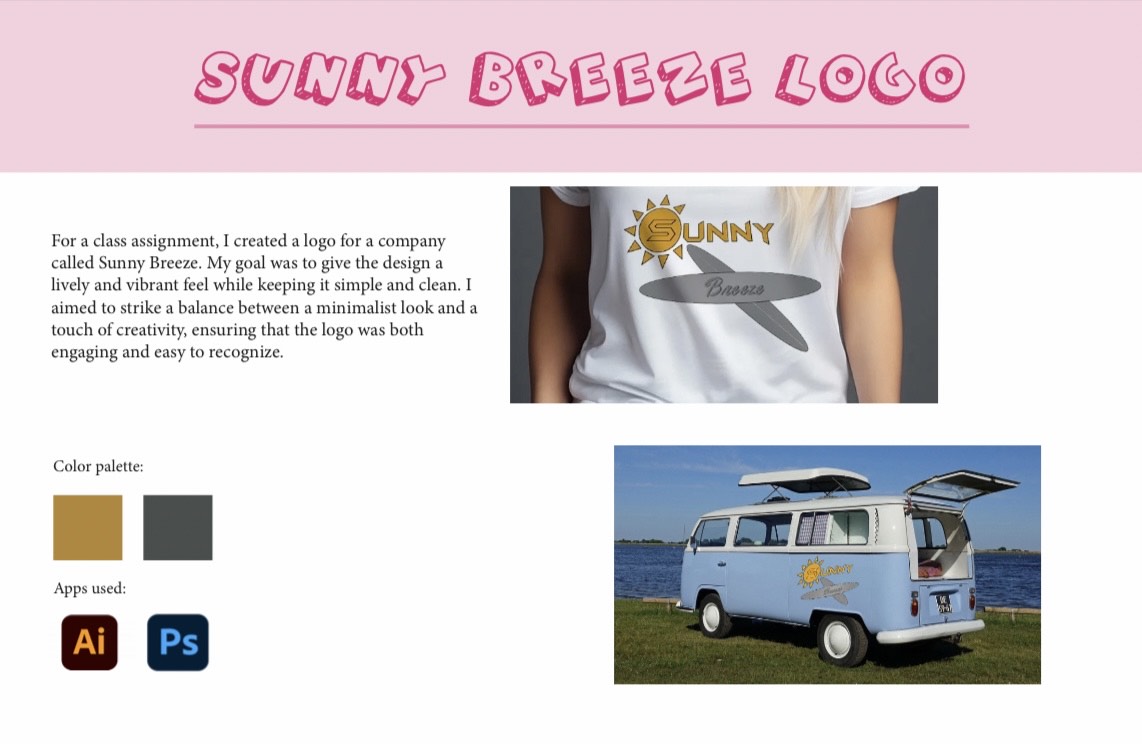 SUNNY BREEZE LOGO
For a class assignment, I created a logo for a company
called Sunny Breeze. My goal was to give the design a
lively and vibrant feel while keeping it simple and clean. I
aimed to strike a balance between a minimalist look and a
touch of creativity, ensuring that the logo was both
engaging and easy to recognize.
SUNNY
Breeze
Color palette:
Apps used:
Ai Ps
SUNNY
Breeze